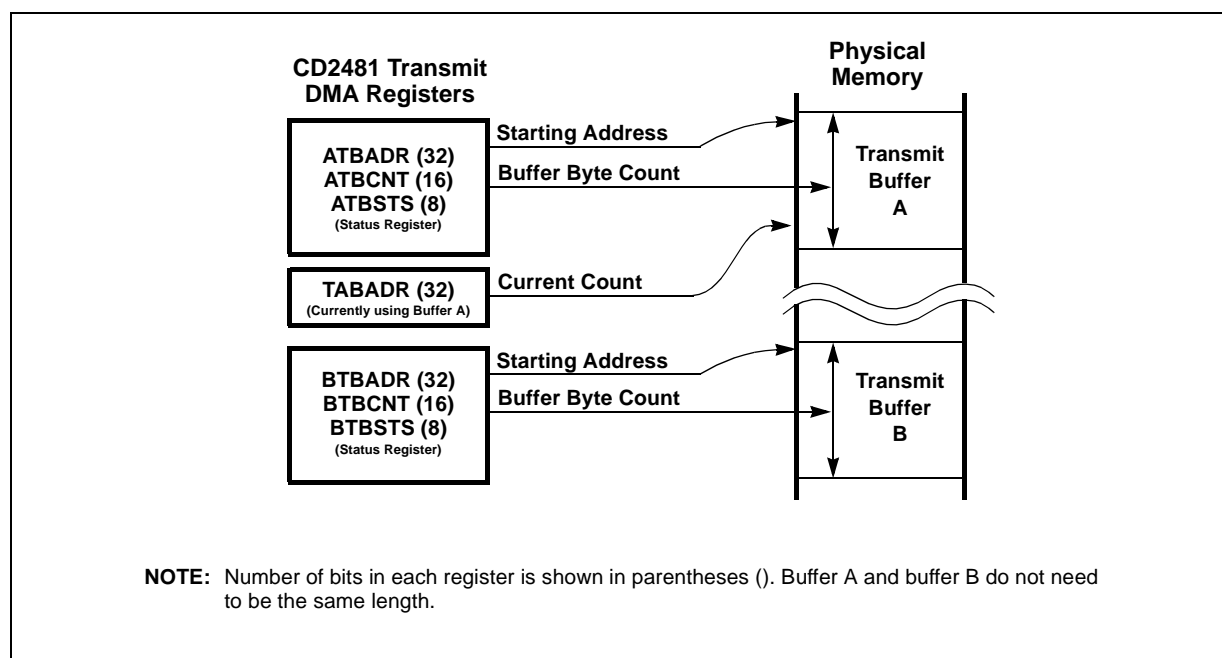 CD2481 Transmit
DMA Registers
Physical
Memory
ATBADR (32)
ATBCNT (16)
ATBSTS (8)
(Status Register)
Starting Address
Buffer Byte Count
Transmit
Buffer
A
TABADR (32)
(Currently using Buffer A)
Current Count
BTBADR (32)
BTBCNT (16)
BTBSTS (8)
(Status Register)
Starting Address
Buffer Byte Count
Transmit
Buffer
B
NOTE: Number of bits in each register is shown in parentheses (). Buffer A and buffer B do not need
to be the same length.